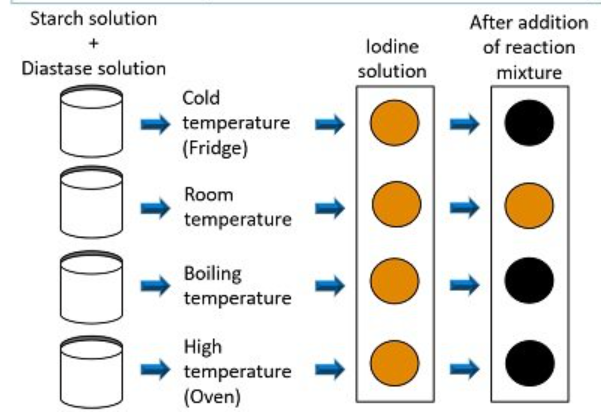 Starch solution
+
Diastase solution
Iodine
solution
After addition
of reaction
mixture
Cold
temperature
(Fridge)
Room
temperature
Boiling
temperature
High
temperature
(Oven)